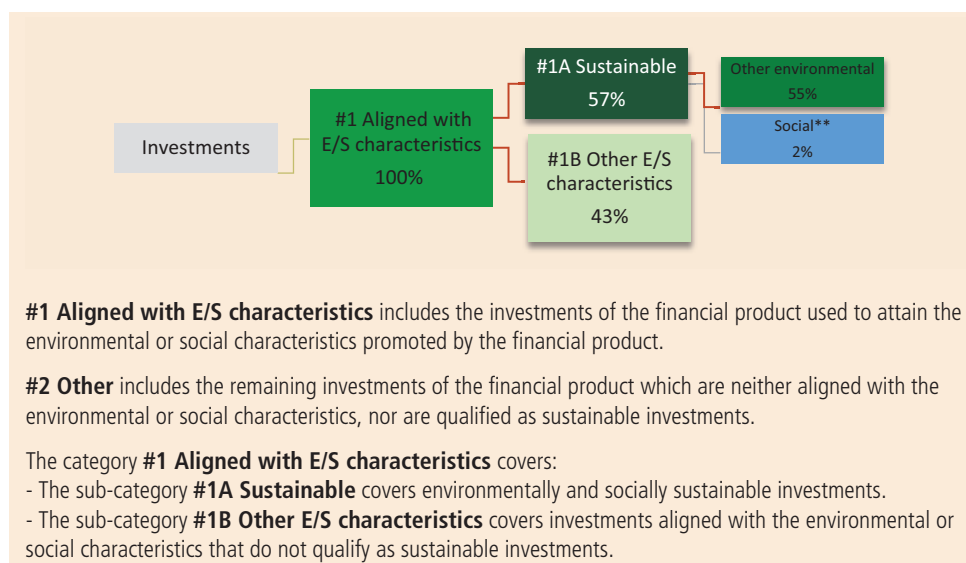 Investments
#1 Aligned with
E/S characteristics
100%
#1A Sustainable
57%
#1B Other E/S
characteristics
43%
Other environmental
55%
Social**
2%
#1 Aligned with E/S characteristics includes the investments of the financial product used to attain the
environmental or social characteristics promoted by the financial product.
#2 Other includes the remaining investments of the financial product which are neither aligned with the
environmental or social characteristics, nor are qualified as sustainable investments.
The category #1 Aligned with E/S characteristics covers:
- The sub-category #1A Sustainable covers environmentally and socially sustainable investments.
- The sub-category #1B Other E/S characteristics covers investments aligned with the environmental or
social characteristics that do not qualify as sustainable investments.